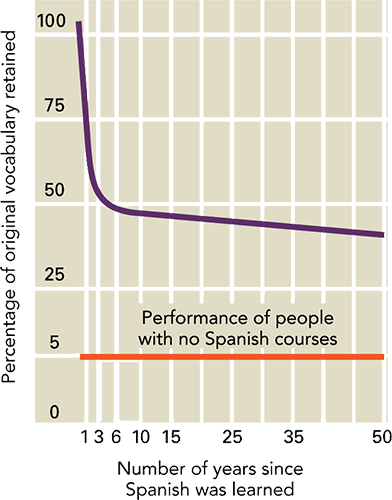 Percentage of original vocabulary retained
100
75
50
25
5
0
Performance of people
with no Spanish courses
1 3 6 10 15 25 35 50
Number of years since
Spanish was learned